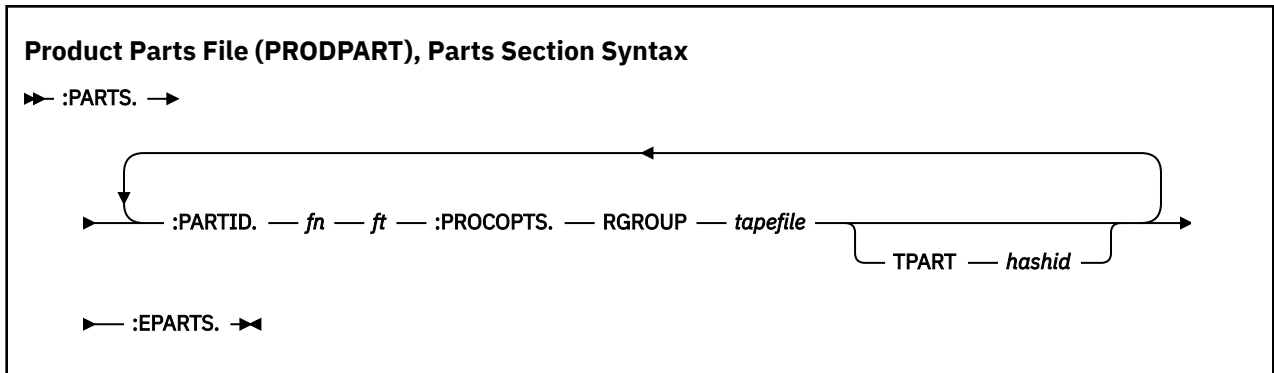 Product Parts File (PRODPART), Parts Section Syntax
:PARTS.
:PARTID. fn ft :PROCOPTS. RGROUP tapefile
TPART hashid
:EPARTS.